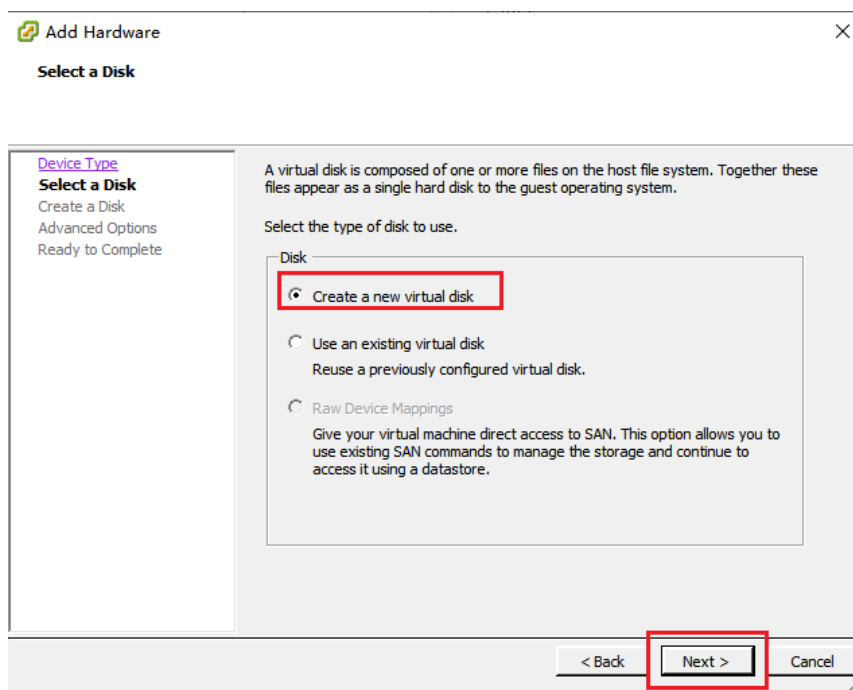 Add Hardware
Select a Disk
Device Type
Select a Disk
Create a Disk
Advanced Options
Ready to Complete
A virtual disk is composed of one or more files on the host file system. Together these
files appear as a single hard disk to the guest operating system.
Select the type of disk to use.
Disk
Create a new virtual disk
Use an existing virtual disk
Reuse a previously configured virtual disk.
Raw Device Mappings
Give your virtual machine direct access to SAN. This option allows you to
use existing SAN commands to manage the storage and continue to
access it using a datastore.
< Back
Next >
Cancel